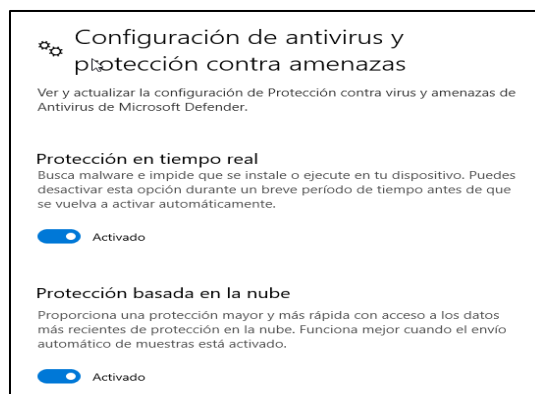 Configuración de antivirus y
protección contra amenazas
Ver y actualizar la configuración de Protección contra virus y amenazas de
Antivirus de Microsoft Defender.
Protección en tiempo real
Busca malware e impide que se instale o ejecute en tu dispositivo. Puedes
desactivar esta opción durante un breve período de tiempo antes de que
se vuelva a activar automáticamente.
Activado
Protección basada en la nube
Proporciona una protección mayor y más rápida con acceso a los datos
más recientes de protección en la nube. Funciona mejor cuando el envío
automático de muestras está activado.
Activado